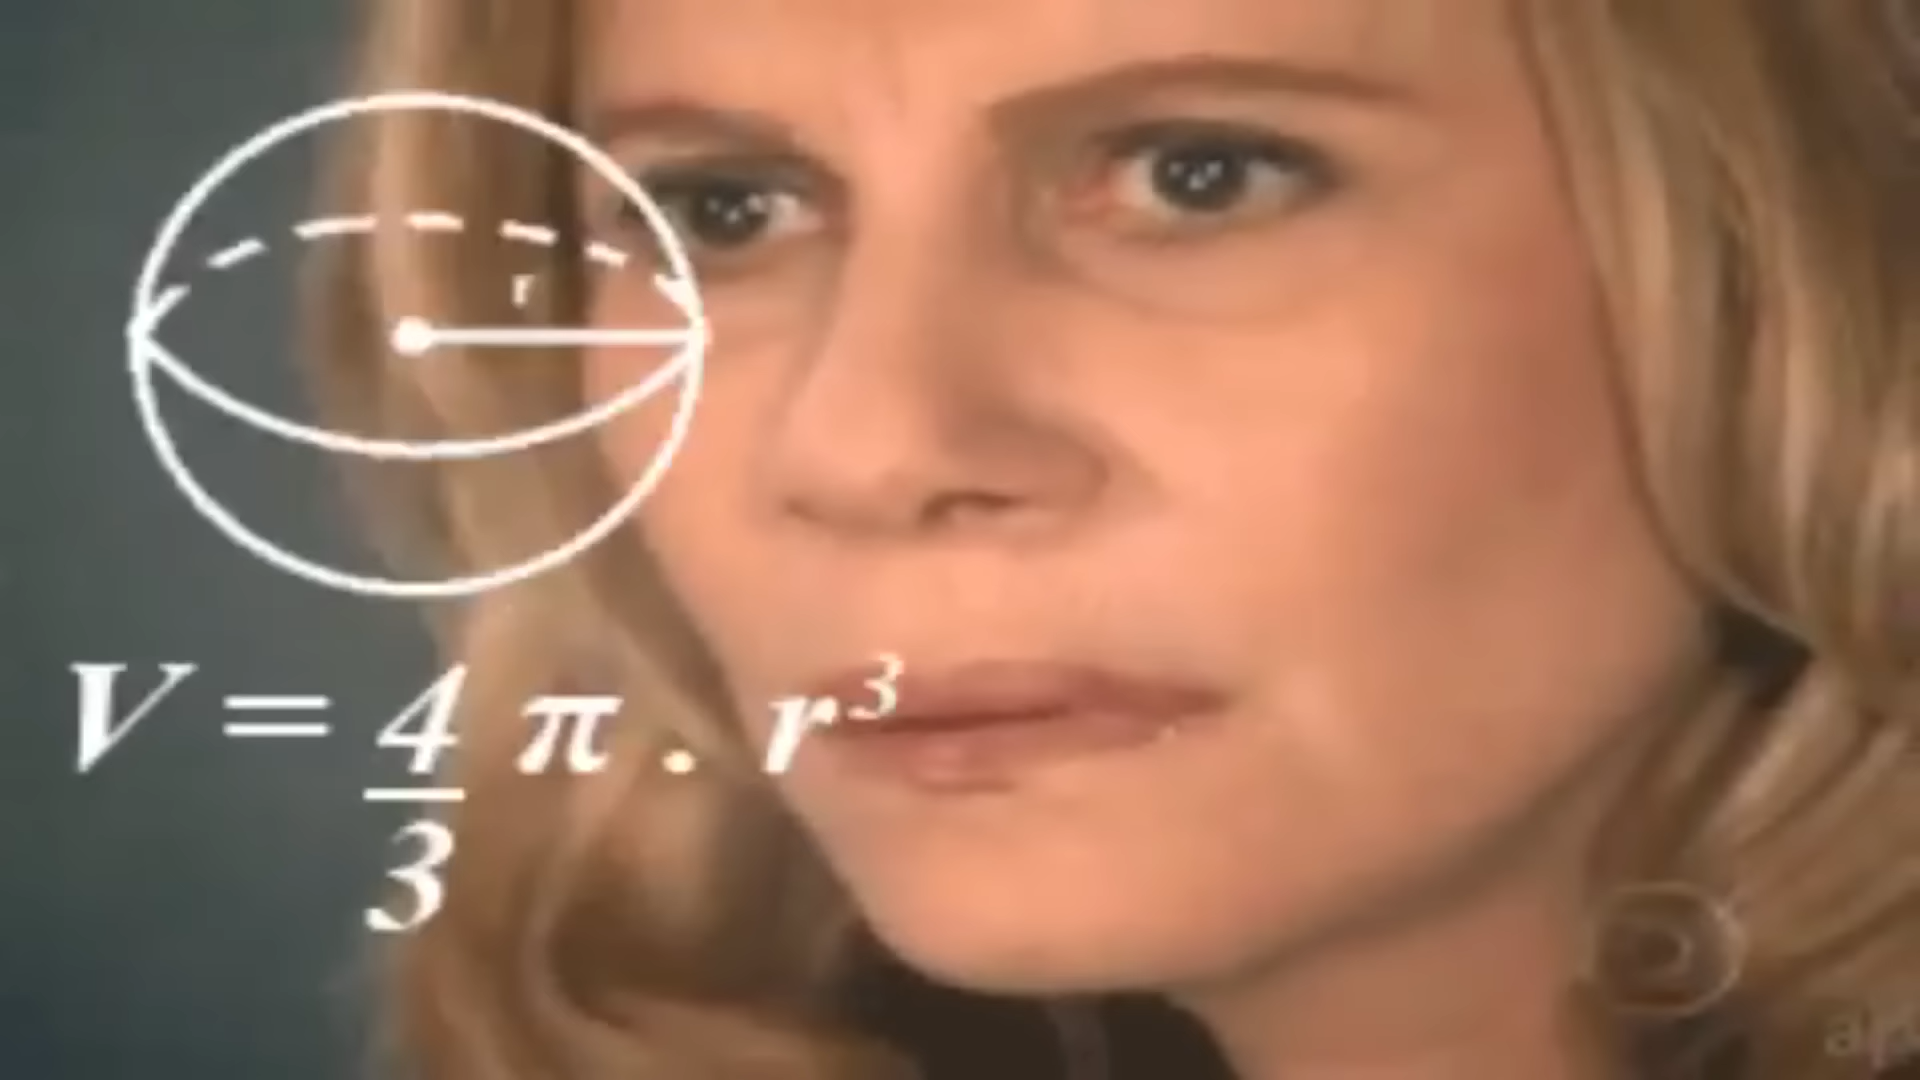 r
V = 4/3 π . r³